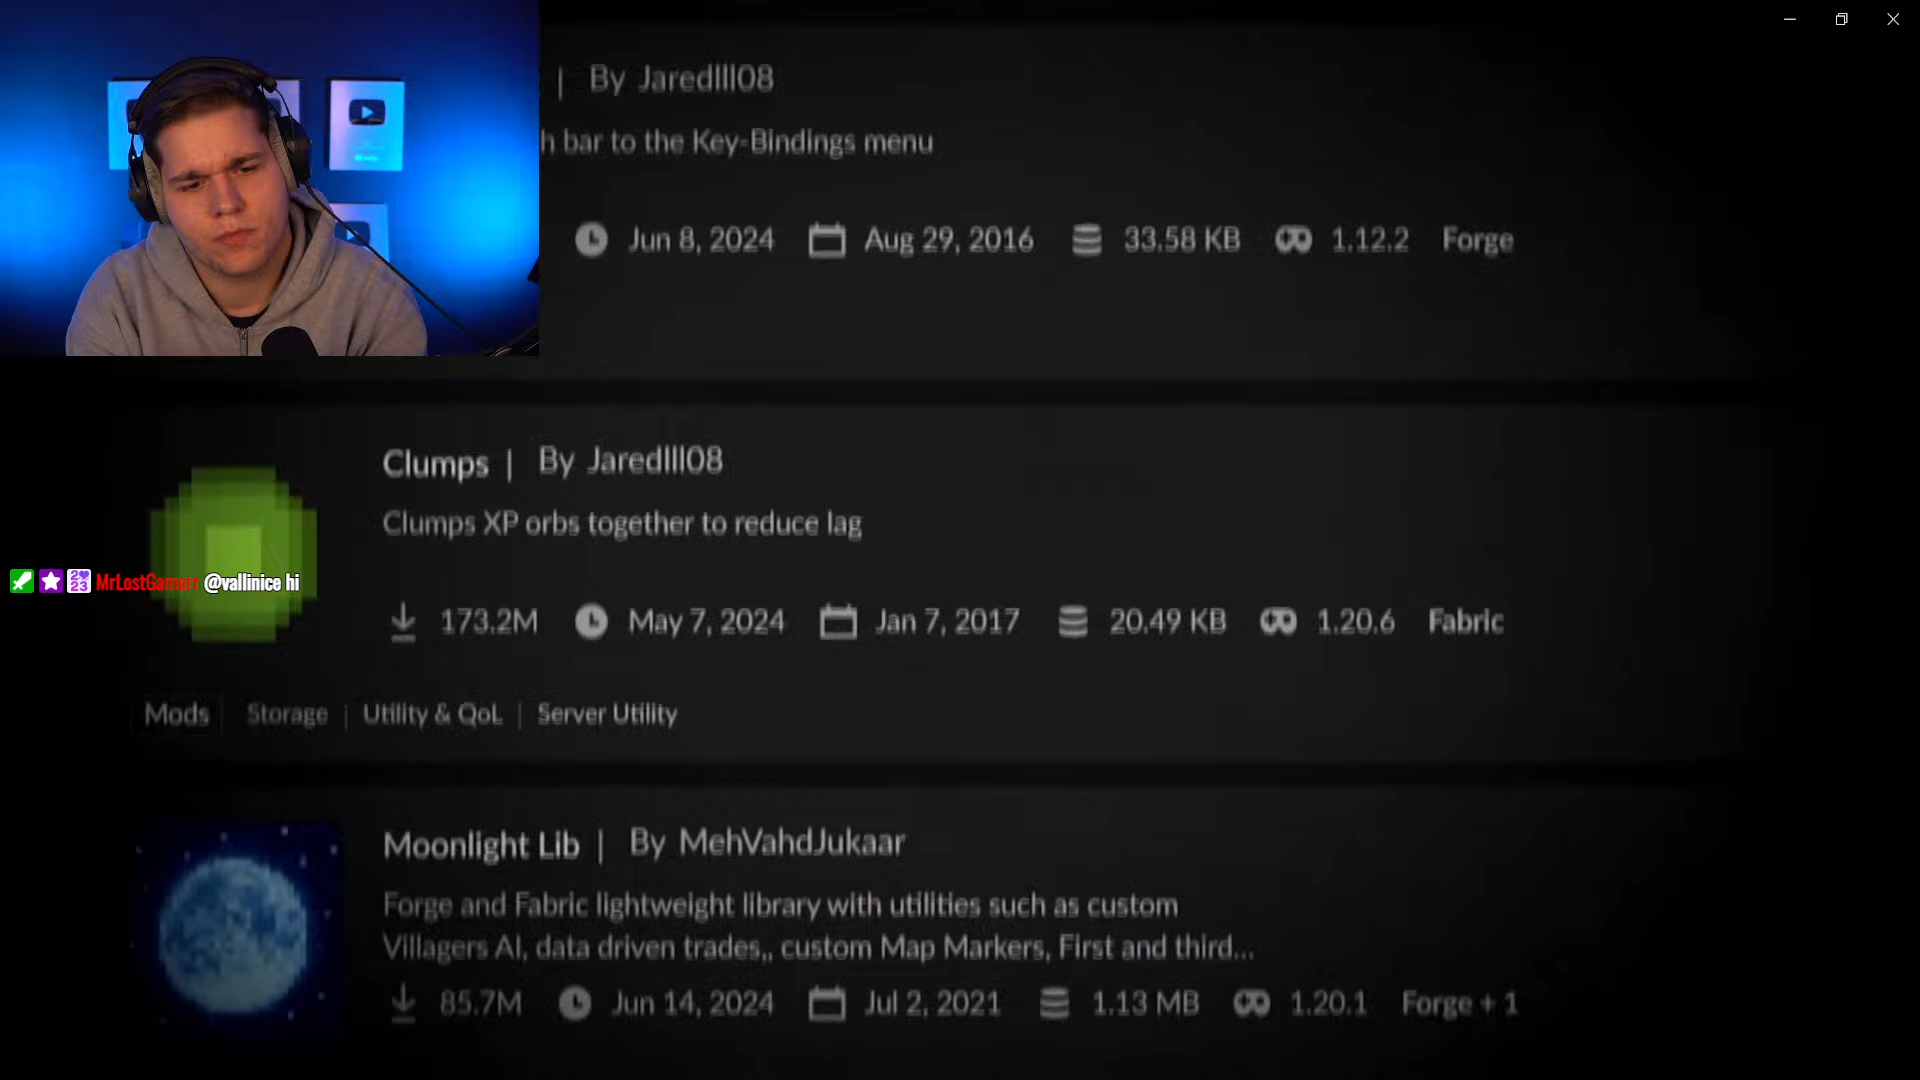 | By Jaredlll08
h bar to the Key-Bindings menu
Jun 8, 2024 Aug 29, 2016 33.58 KB 1.12.2 Forge
Clumps | By Jaredlll08
Clumps XP orbs together to reduce lag
MrLostGamerr @vallinice hi
173.2M May 7, 2024 Jan 7, 2017 20.49 KB 1.20.6 Fabric
Mods | Storage | Utility & QoL | Server Utility
Moonlight Lib | By MehVahdJukaar
Forge and Fabric lightweight library with utilities such as custom
Villagers AI, data driven trades,, custom Map Markers, First and third...
85.7M Jun 14, 2024 Jul 2, 2021 1.13 MB 1.20.1 Forge + 1